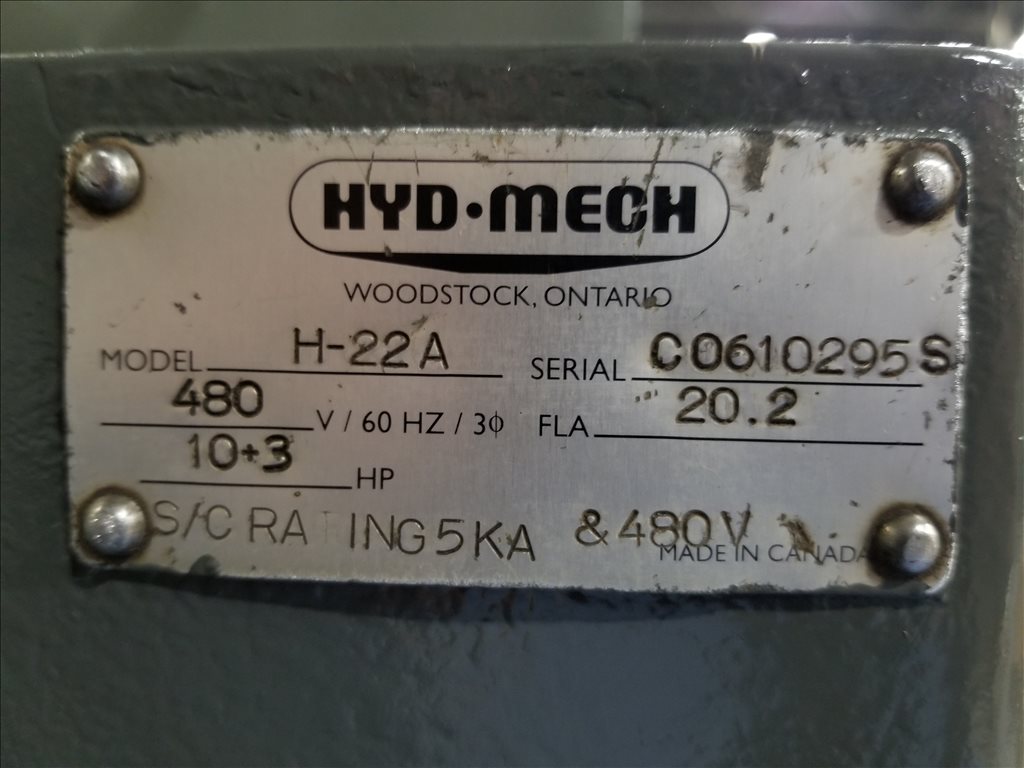 HYD·MECH
WOODSTOCK, ONTARIO
MODEL H-22A SERIAL C0610295S
480 V / 60 HZ / 3Φ FLA 20.2
10+3 HP
S/C RATING 5KA & 480V
MADE IN CANADA